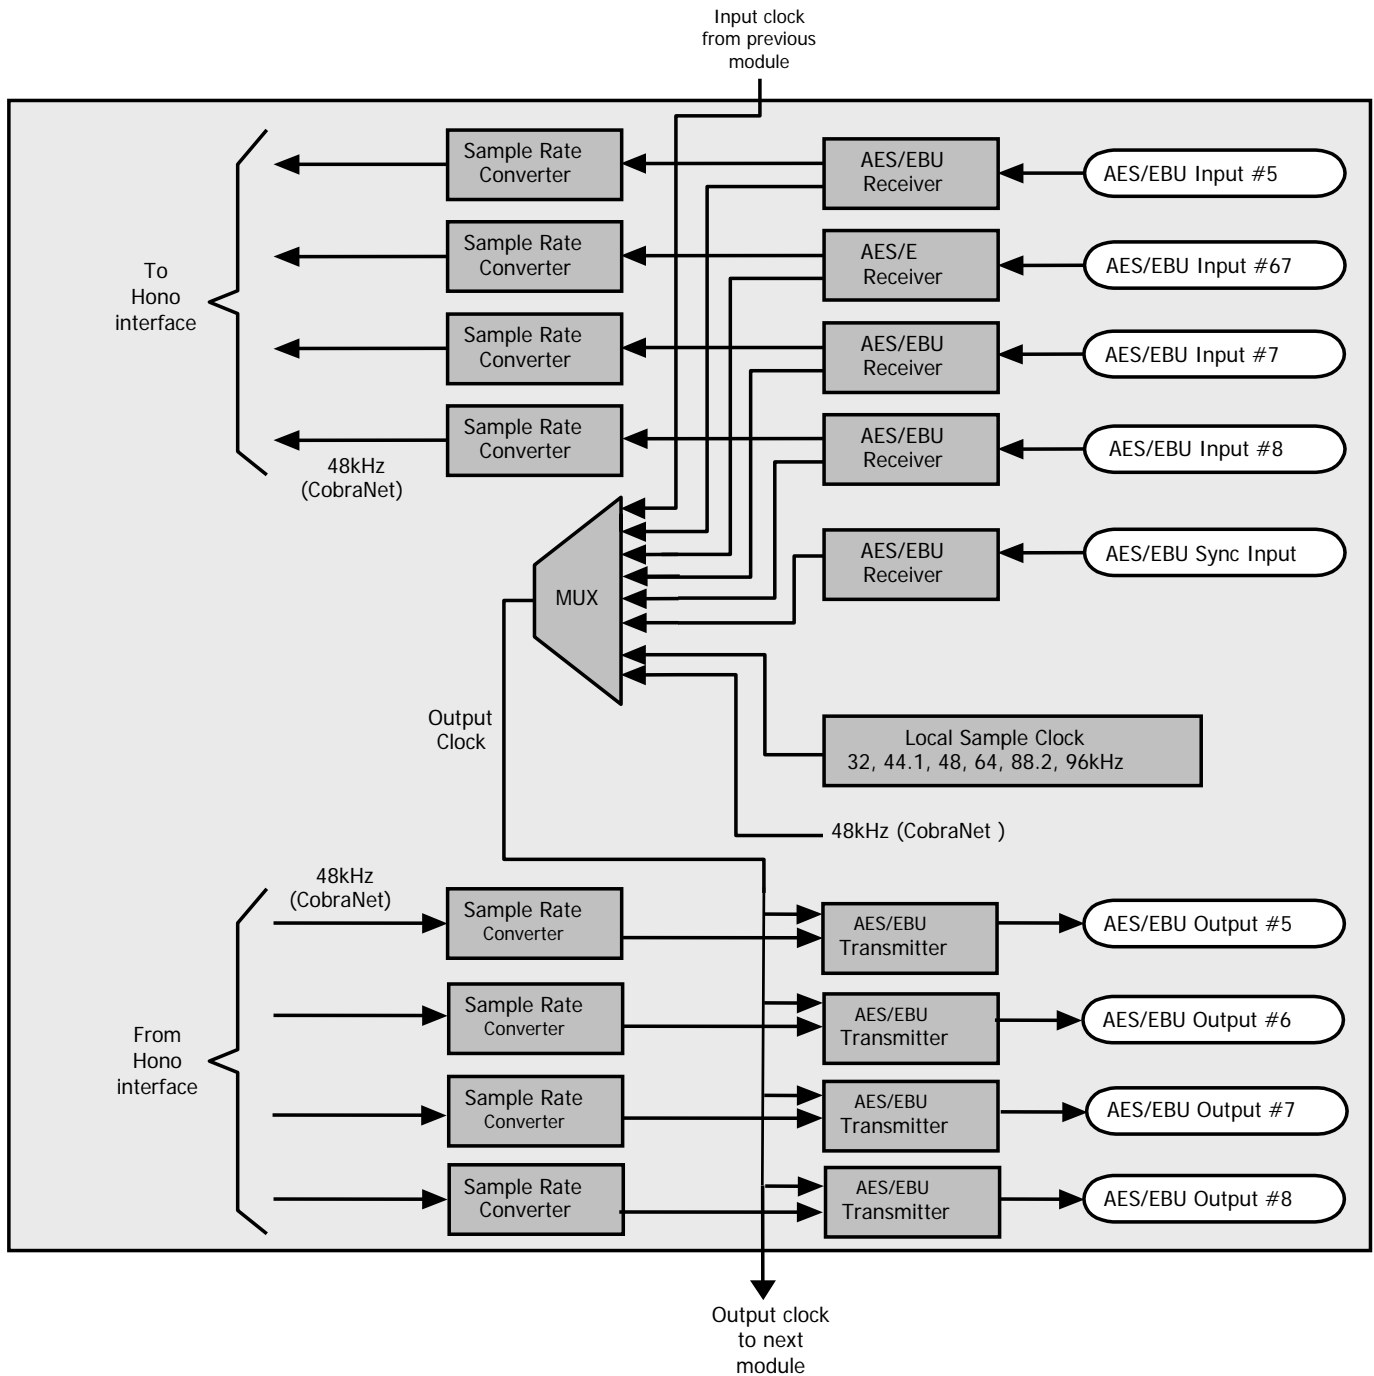 Input clock
from previous
module
Sample Rate
Converter
AES/EBU
Receiver
AES/EBU Input #5
Sample Rate
Converter
AES/E
Receiver
AES/EBU Input #67
To
Hono
interface
Sample Rate
Converter
AES/EBU
Receiver
AES/EBU Input #7
Sample Rate
Converter
AES/EBU
Receiver
AES/EBU Input #8
48kHz
(CobraNet)
AES/EBU
Receiver
AES/EBU Sync Input
MUX
Output
Clock
Local Sample Clock
32, 44.1, 48, 64, 88.2, 96kHz
48kHz (CobraNet )
48kHz
(CobraNet)
Sample Rate
Converter
AES/EBU
Transmitter
AES/EBU Output #5
Sample Rate
Converter
AES/EBU
Transmitter
AES/EBU Output #6
From
Hono
interface
Sample Rate
Converter
AES/EBU
Transmitter
AES/EBU Output #7
Sample Rate
Converter
AES/EBU
Transmitter
AES/EBU Output #8
Output clock
to next
module